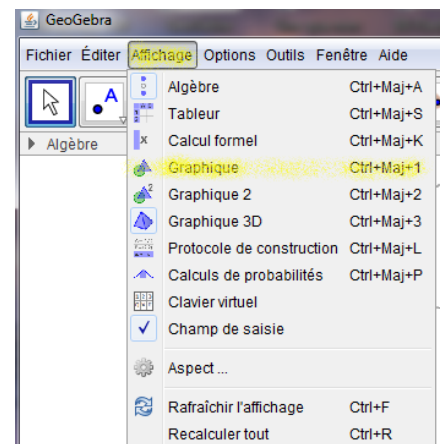 GeoGebra
Fichier Éditer Affichage Options Outils Fenêtre Aide
A
Algèbre Ctrl+Maj+A
Tableur Ctrl+Maj+S
Algèbre
x Calcul formel Ctrl+Maj+K
Graphique Ctrl+Maj+1
2 Graphique 2 Ctrl+Maj+2
Graphique 3D Ctrl+Maj+3
Protocole de construction Ctrl+Maj+L
Calculs de probabilités Ctrl+Maj+P
Clavier virtuel
Champ de saisie
Aspect ...
Rafraîchir l'affichage Ctrl+F
Recalculer tout Ctrl+R